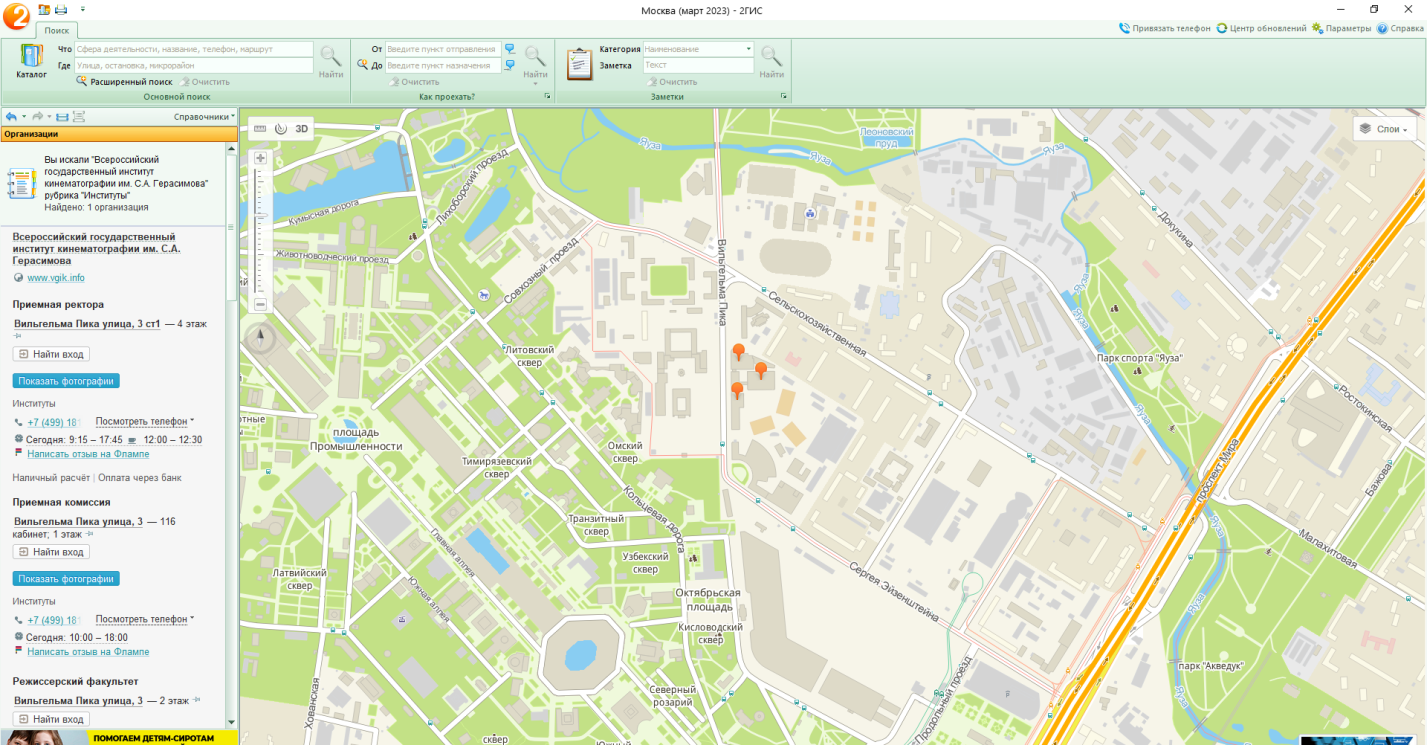 Москва (март 2023) - 2ГИС
Поиск
Привязать телефон
Центр обновлений
Параметры
Справка
Каталог
Что Сфера деятельности, название, телефон, маршрут
Где Улица, остановка, микрорайон
Расширенный поиск Очистить
Найти
Основной поиск
От Введите пункт отправления
До Введите пункт назначения
Очистить
Найти
Как проехать?
Категория Наименование
Заметка Текст
Очистить
Найти
Заметки
Справочники
Организации
Вы искали "Всероссийский
государственный институт
кинематографии им. С.А. Герасимова"
рубрика "Институты"
Найдено: 1 организация
Всероссийский государственный
институт кинематографии им. С.А.
Герасимова
www.vgik.info
Приемная ректора
Вильгельма Пика улица, 3 ст1 — 4 этаж
Найти вход
Показать фотографии
Институты
+7 (499) 18 Посмотреть телефон
Сегодня: 9:15 – 17:45 12:00 – 12:30
Написать отзыв на Флампе
Наличный расчёт | Оплата через банк
Приемная комиссия
Вильгельма Пика улица, 3 — 116
кабинет; 1 этаж
Найти вход
Показать фотографии
Институты
+7 (499) 18 Посмотреть телефон
Сегодня: 10:00 – 18:00
Написать отзыв на Флампе
Режиссерский факультет
Вильгельма Пика улица, 3 — 2 этаж
Найти вход
ПОМОГАЕМ ДЕТЯМ-СИРОТАМ
3D
Слои
Яуза
Яуза
Леоновский
пруд
Яуза
Лихоборский проезд
Кумысная дорога
Животноводческий проезд
Совхозный проезд
Вильгельма Пика
Докукина
Сельскохозяйственная
Яуза
Литовский
сквер
Парк спорта "Яуза"
Ростокинская
Яуза
площадь
Промышленности
Омский
сквер
Тимирязевский
сквер
проспект Мира
Бажова
Кольцевая дорога
Транзитный
сквер
Главная аллея
Яуза
Малахитовая
Узбекский
сквер
Латвийский
сквер
Южная аллея
Сергея Эйзенштейна
Октябрьская
площадь
Яуза
Кисловодский
сквер
парк "Акведук"
Северный
розарий
Хованская
Продольный проезд
Яуза
сквер
Южный